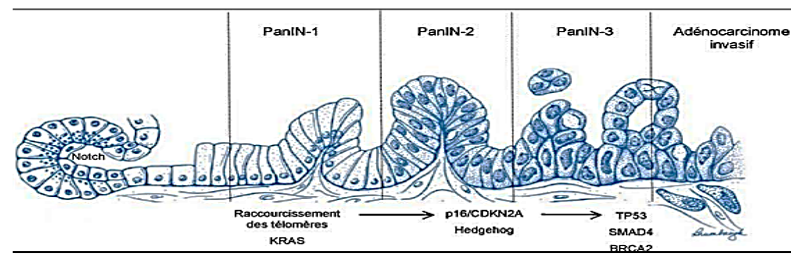 PanIN-1
PanIN-2
PanIN-3
Adénocarcinome
invasif
Notch
Raccourcissement
des télomères
KRAS
p16/CDKN2A
Hedgehog
TP53
SMAD4
BRCA2